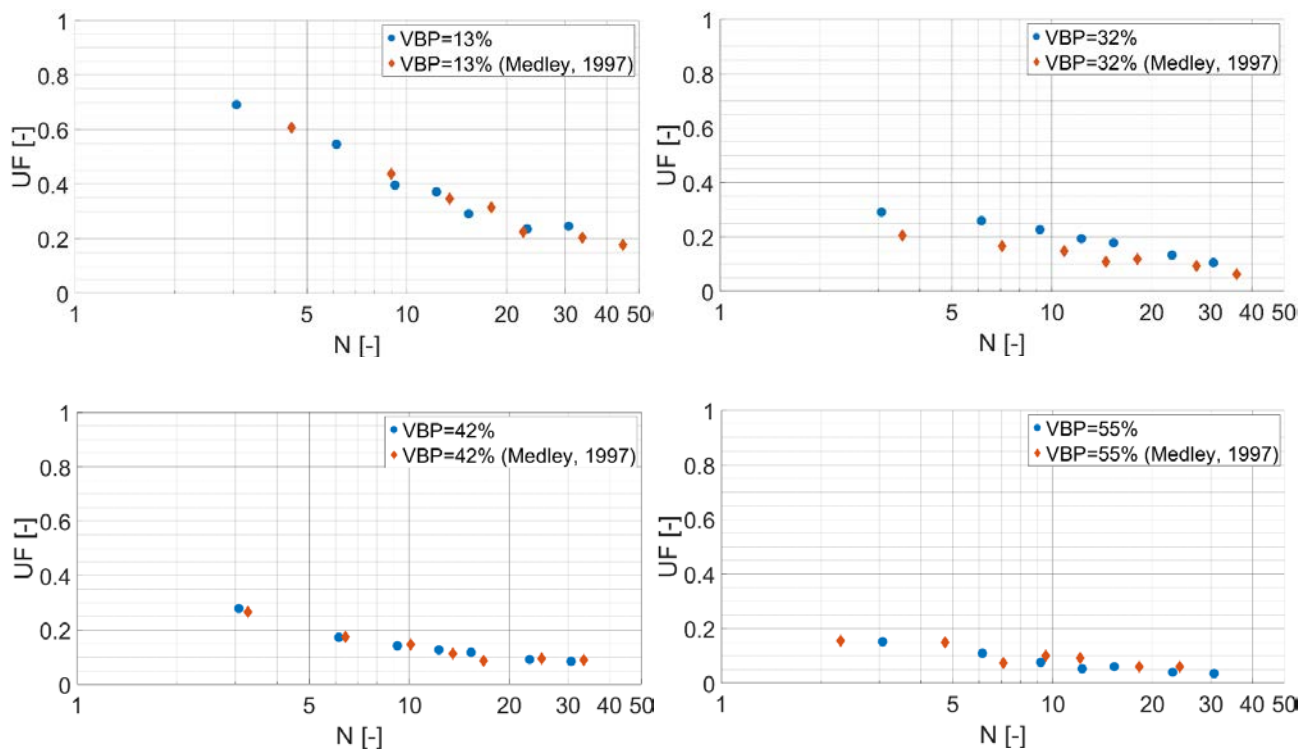 1
0.8
0.6
0.4
0.2
0
UF [-]
VBP=13%
VBP=13% (Medley, 1997)
1 5 10 20 30 40 50
N [-]
1
0.8
0.6
0.4
0.2
0
UF [-]
VBP=32%
VBP=32% (Medley, 1997)
1 5 10 20 30 40 50
N [-]
1
0.8
0.6
0.4
0.2
0
UF [-]
VBP=42%
VBP=42% (Medley, 1997)
1 5 10 20 30 40 50
N [-]
1
0.8
0.6
0.4
0.2
0
UF [-]
VBP=55%
VBP=55% (Medley, 1997)
1 5 10 20 30 40 50
N [-]